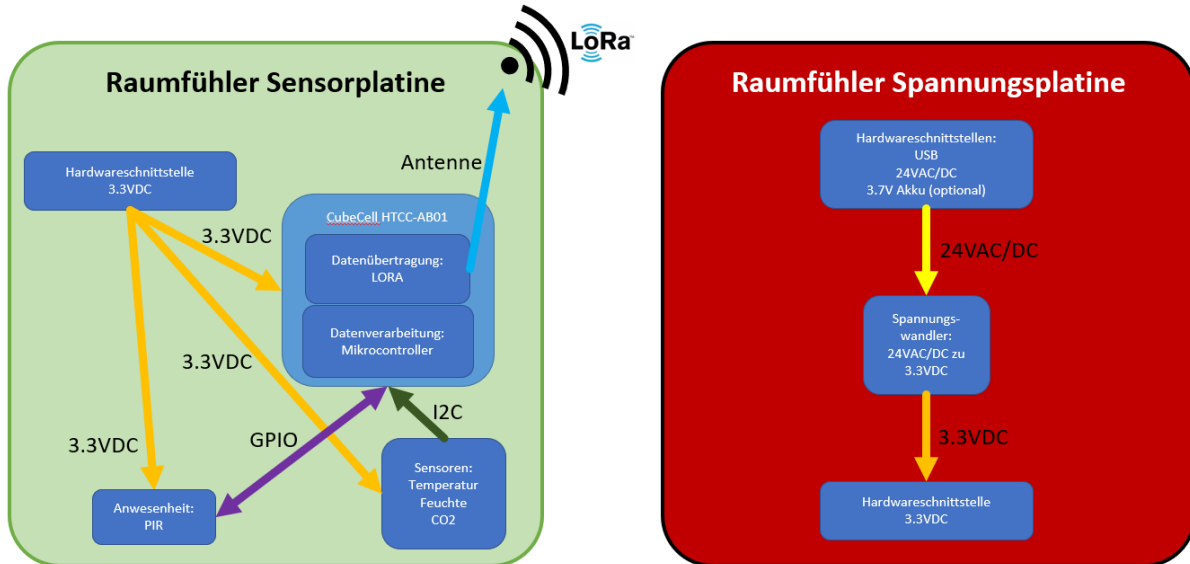 LoRa
Raumfühler Sensorplatine
Hardwareschnittstelle
3.3VDC
Antenne
CubeCell HTCC-AB01
3.3VDC
Datenübertragung:
LORA
Datenverarbeitung:
Mikrocontroller
3.3VDC
I2C
GPIO
3.3VDC
Sensoren:
Temperatur
Feuchte
CO2
Anwesenheit:
PIR
Raumfühler Spannungsplatine
Hardwareschnittstellen:
USB
24VAC/DC
3.7V Akku (optional)
24VAC/DC
Spannungs-
wandler:
24VAC/DC zu
3.3VDC
3.3VDC
Hardwareschnittstelle
3.3VDC